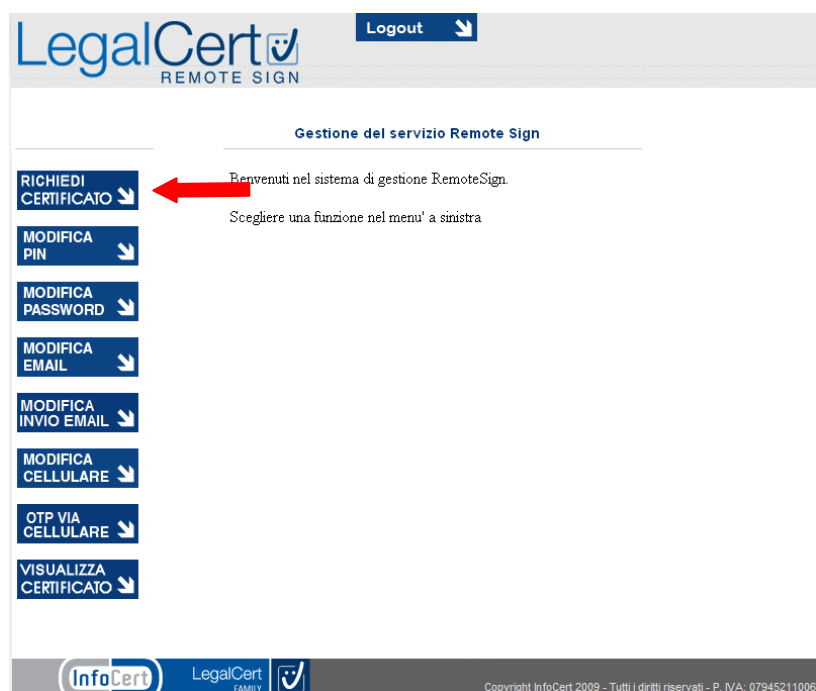 LegalCert
REMOTE SIGN
Logout
Gestione del servizio Remote Sign
Benvenuti nel sistema di gestione RemoteSign.
Scegliere una funzione nel menu' a sinistra
RICHIEDI
CERTIFICATO
MODIFICA
PIN
MODIFICA
PASSWORD
MODIFICA
EMAIL
MODIFICA
INVIO EMAIL
MODIFICA
CELLULARE
OTP VIA
CELLULARE
VISUALIZZA
CERTIFICATO
InfoCert
LegalCert
FAMILY
Copyright InfoCert 2009 - Tutti i diritti riservati - P. IVA: 07945211006